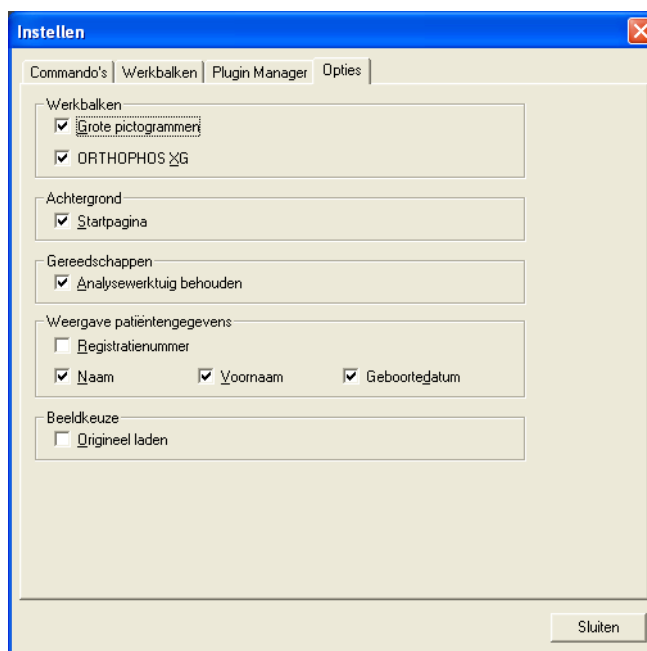 Instellen
Commando's Werkbalken Plugin Manager Opties
Werkbalken
Grote pictogrammen
ORTHOPHOS XG
Achtergrond
Startpagina
Gereedschappen
Analysewerktuig behouden
Weergave patiëntengegevens
Registratienummer
Naam Voornaam Geboortedatum
Beeldkeuze
Origineel laden
Sluiten